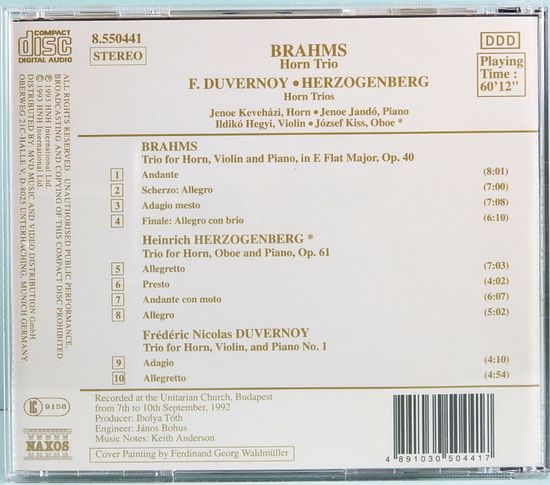 COMPACT
disc
DIGITAL AUDIO
8.550441
STEREO
BRAHMS
Horn Trio
F. DUVERNOY • HERZOGENBERG
Horn Trios
Jenoe Keveházi, Horn • Jenoe Jandó, Piano
Ildikó Hegyi, Violin • József Kiss, Oboe *
DDD
Playing
Time :
60'12"
BRAHMS
Trio for Horn, Violin and Piano, in E Flat Major, Op. 40
1 Andante (8:01)
2 Scherzo: Allegro (7:00)
3 Adagio mesto (7:08)
4 Finale: Allegro con brio (6:10)
Heinrich HERZOGENBERG *
Trio for Horn, Oboe and Piano, Op. 61
5 Allegretto (7:03)
6 Presto (4:02)
7 Andante con moto (6:07)
8 Allegro (5:02)
Frédéric Nicolas DUVERNOY
Trio for Horn, Violin, and Piano No. 1
9 Adagio (4:10)
10 Allegretto (4:54)
Recorded at the Unitarian Church, Budapest
from 7th to 10th September, 1992
Producer: Ibolya Tóth
Engineer: János Bohus
Music Notes: Keith Anderson
Cover Painting by Ferdinand Georg Waldmüller
4 891030 504417
LC 9158
NAXOS
ALL RIGHTS RESERVED. UNAUTHORISED PUBLIC PERFORMANCE,
BROADCASTING AND COPYING OF THIS COMPACT DISC PROHIBITED.
℗ 1993 HNH International Ltd.
© 1993 HNH International Ltd.
DISTRIBUTED BY: MVD MUSIC AND VIDEO DISTRIBUTION GmbH
OBERWEG 21C-HALLE V, D-8025 UNTERHACHING, MUNICH GERMANY.